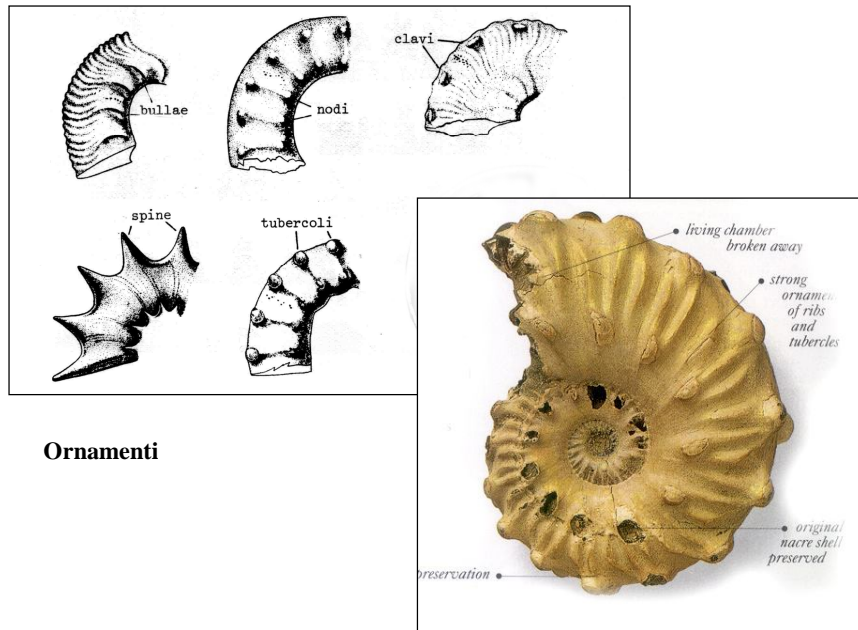 clavi
bullae
nodi
spine
tubercoli
living chamber
broken away
strong
of ribs
and
tubercles
Ornamenti
original
nacre shell
preserved
preservation